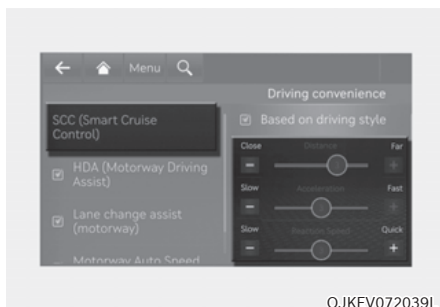 Menu
Driving convenience
SCC (Smart Cruise
Control)
HDA (Motorway Driving
Assist)
Lane change assist
(motorway)
Motorway Auto Speed
Based on driving style
Close Distance Far
Slow Acceleration Fast
Slow Reaction Speed Quick
OJKEV072039L